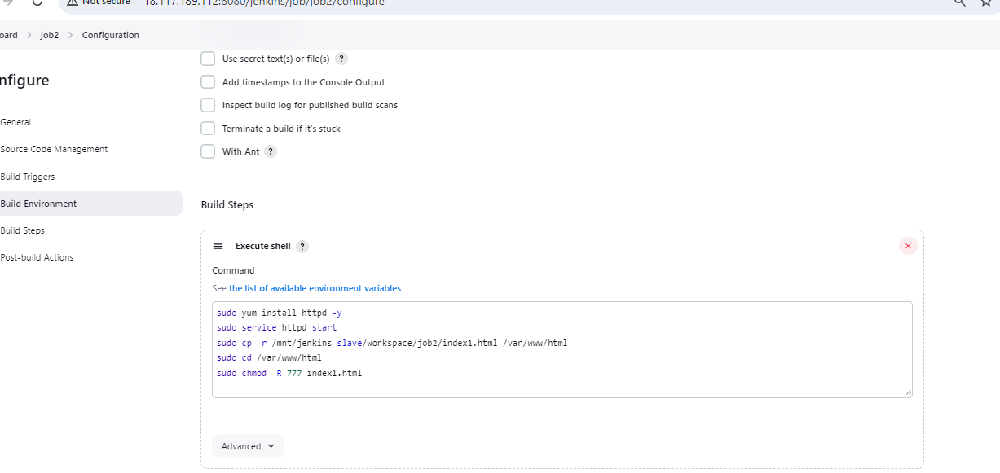 Not secure 18.117.189.112:8080/jenkins/job/job2/configure
oard > job2 > Configuration
nfigure
General
Source Code Management
Build Triggers
Build Environment
Build Steps
Post-build Actions
Use secret text(s) or file(s) ?
Add timestamps to the Console Output
Inspect build log for published build scans
Terminate a build if it's stuck
With Ant ?
Build Steps
Execute shell ?
Command
See the list of available environment variables
sudo yum install httpd -y
sudo service httpd start
sudo cp -r /mnt/jenkins-slave/workspace/job2/index1.html /var/www/html
sudo cd /var/www/html
sudo chmod -R 777 index1.html
Advanced